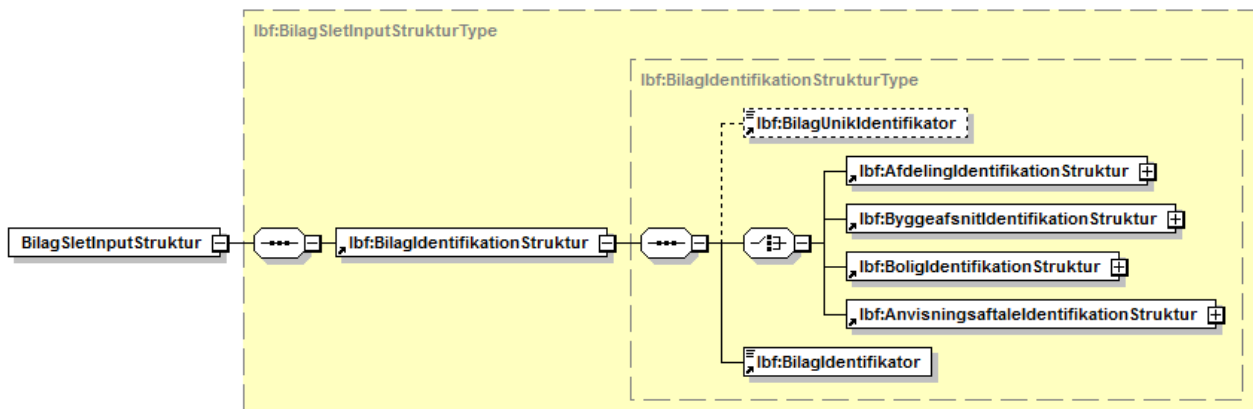 lbf:BilagSletInputStrukturType
lbf:BilagIdentifikationStrukturType
lbf:BilagUnikIdentifikator
lbf:AfdelingIdentifikationStruktur
lbf:ByggeafsnitIdentifikationStruktur
BilagSletInputStruktur
lbf:BilagIdentifikationStruktur
lbf:BoligIdentifikationStruktur
lbf:AnvisningsaftaleIdentifikationStruktur
lbf:BilagIdentifikator